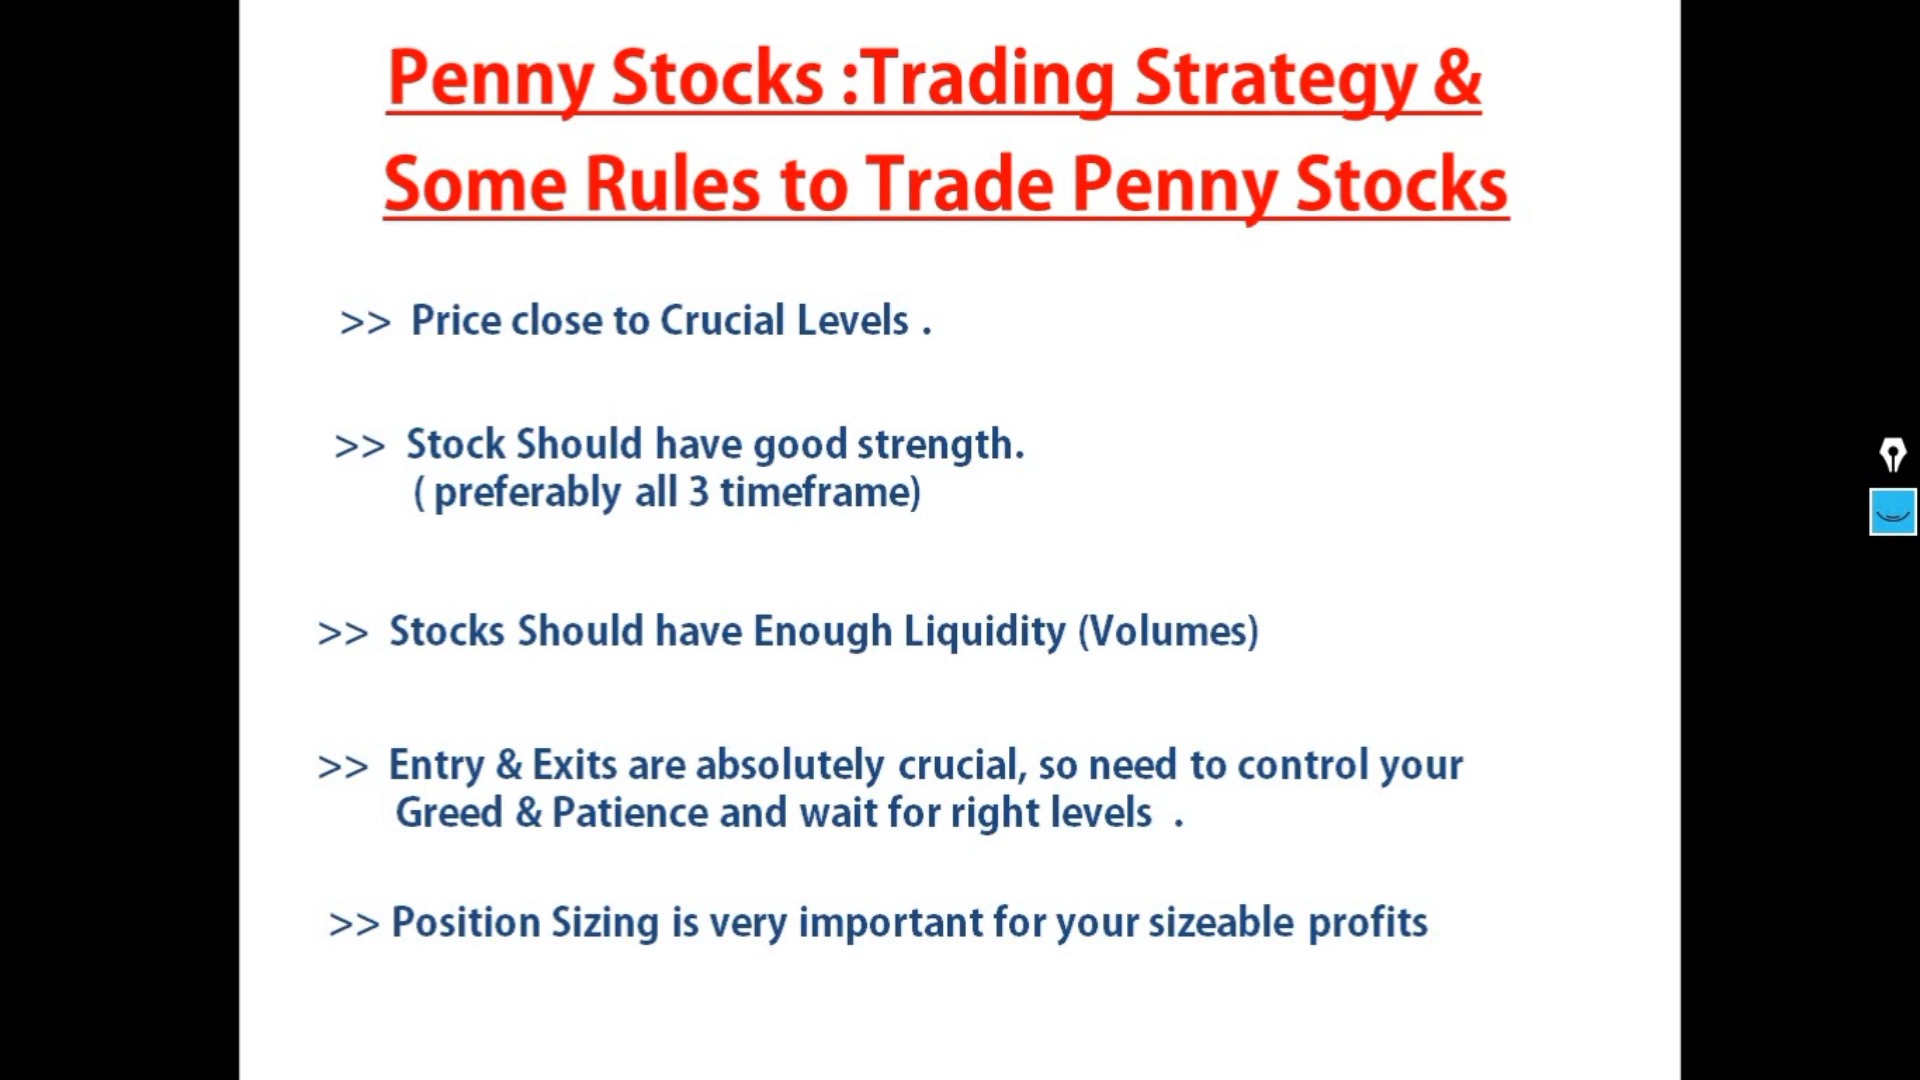 Penny Stocks :Trading Strategy &
Some Rules to Trade Penny Stocks
>> Price close to Crucial Levels .
>> Stock Should have good strength.
( preferably all 3 timeframe)
>> Stocks Should have Enough Liquidity (Volumes)
>> Entry & Exits are absolutely crucial, so need to control your
Greed & Patience and wait for right levels .
>> Position Sizing is very important for your sizeable profits